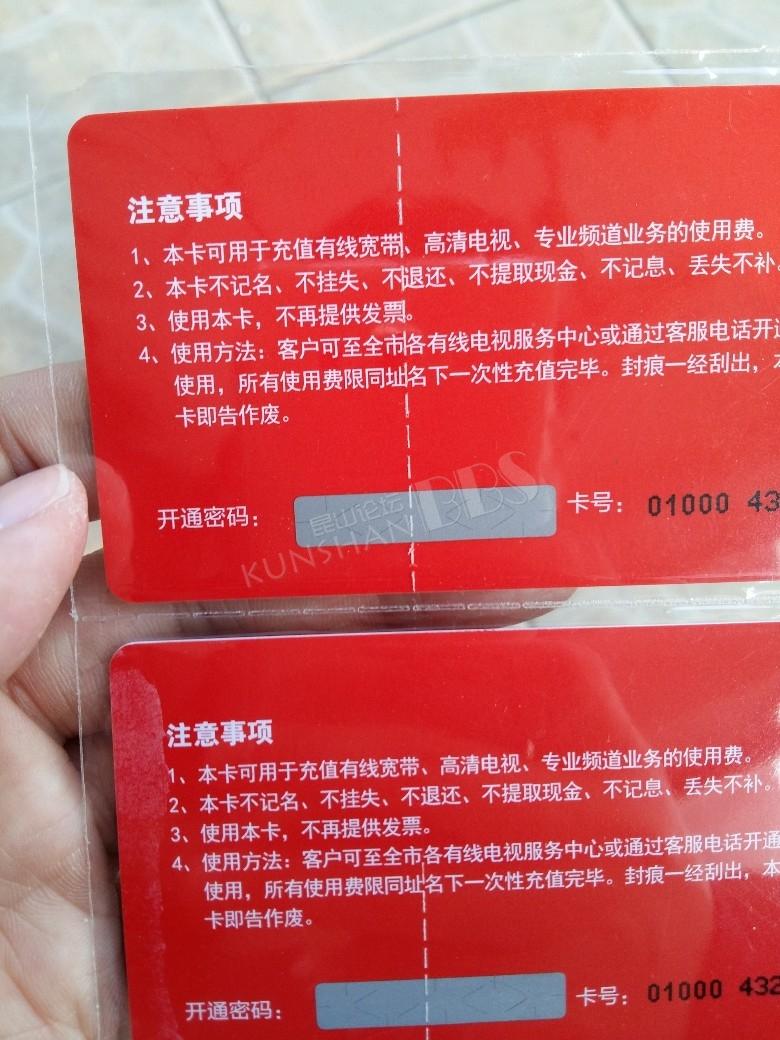 注意事项
1、本卡可用于充值有线宽带、高清电视、专业频道业务的使用费。
2、本卡不记名、不挂失、不退还、不提取现金、不记息、丢失不补。
3、使用本卡，不再提供发票。
4、使用方法：客户可至全市各有线电视服务中心或通过客服电话开通
使用，所有使用费限同址名下一次性充值完毕。封痕一经刮出，本
卡即告作废。
开通密码：
卡号：01000 43
昆山论坛
KUNSHAN BBS
注意事项
1、本卡可用于充值有线宽带、高清电视、专业频道业务的使用费。
2、本卡不记名、不挂失、不退还、不提取现金、不记息、丢失不补。
3、使用本卡，不再提供发票。
4、使用方法：客户可至全市各有线电视服务中心或通过客服电话开通
使用，所有使用费限同址名下一次性充值完毕。封痕一经刮出，本
卡即告作废。
开通密码：
卡号：01000 432